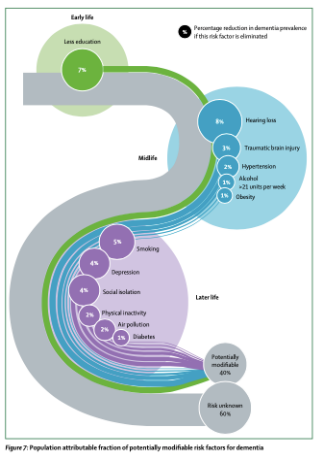 Early life
% Percentage reduction in dementia prevalence
if this risk factor is eliminated
Less education
7%
8% Hearing loss
3% Traumatic brain injury
Midlife
2% Hypertension
1% Alcohol
>21 units per week
1% Obesity
5% Smoking
4% Depression
4% Social isolation
Later life
2% Physical inactivity
2% Air pollution
1% Diabetes
Potentially
modifiable
40%
Risk unknown
60%
Figure 7: Population attributable fraction of potentially modifiable risk factors for dementia